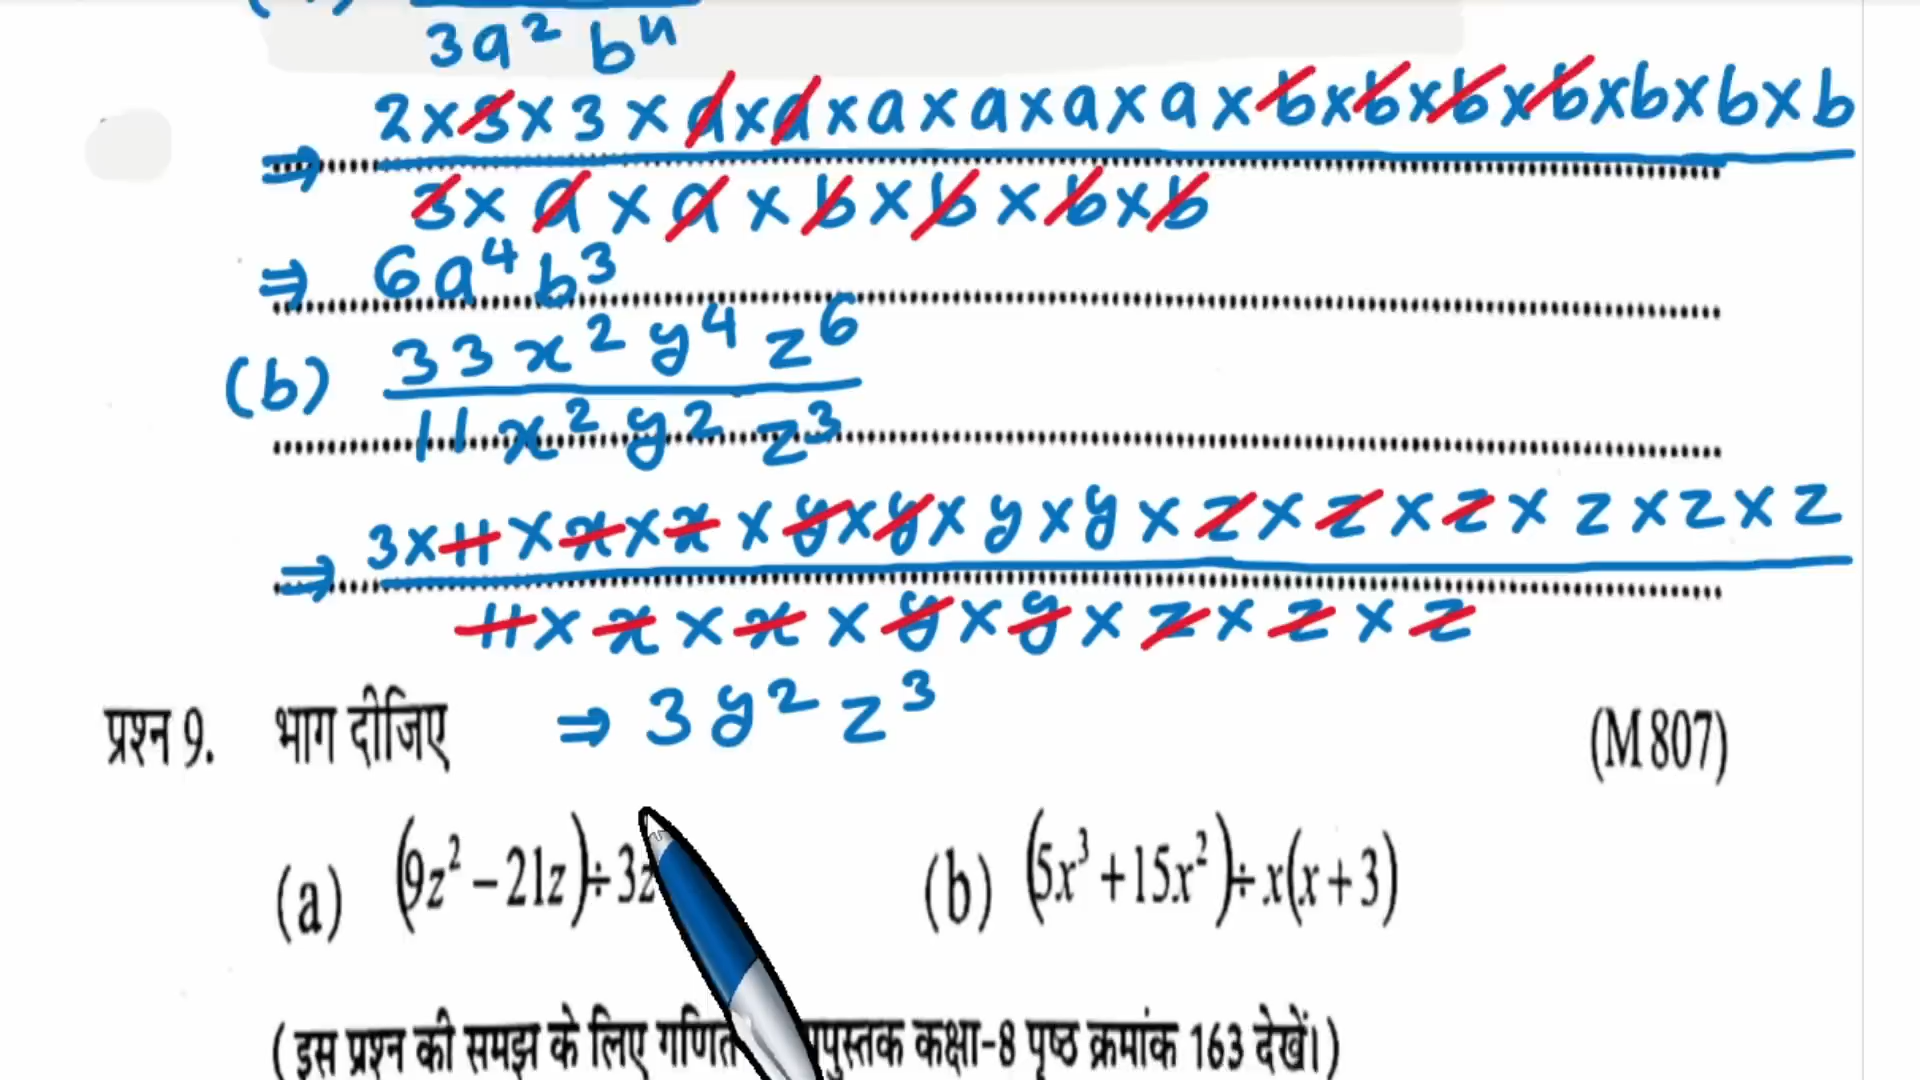 3a² b⁴
⇒ 2×3×3×a×a×a×a×a×a×b×b×b×b×b×b×b
3×a×a×b×b×b×b
⇒ 6a⁴b³
(b) 33x²y⁴z⁶
11x²y²z³
⇒ 3×11×x×x×y×y×y×y×z×z×z×z×z×z
11×x×x×y×y×z×z×z
प्रश्न 9. भाग दीजिए ⇒ 3y²z³ (M 807)
(a) (9z² – 21z) ÷ 3z (b) (5x³ + 15x²) ÷ x(x + 3)
( इस प्रश्न की समझ के लिए गणित कक्षा-8 पृष्ठ क्रमांक 163 देखें। )